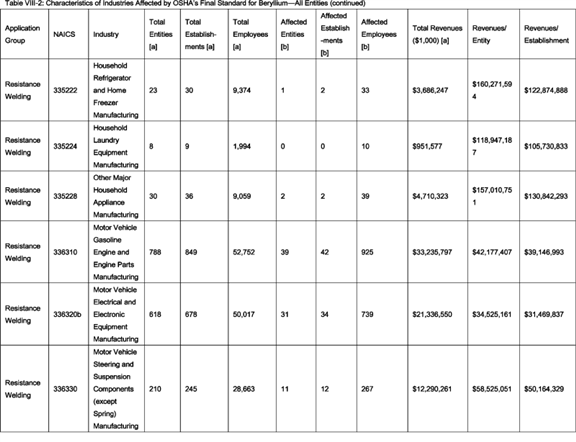 Table VIII-2: Characteristics of Industries Affected by OSHA's Final Standard for Beryllium—All Entities (continued)
Application Group NAICS Industry Total Entities [a] Total Establish-ments [a] Total Employees [a] Affected Entities [b] Affected Establish-ments [b] Affected Employees [b] Total Revenues ($1,000) [a] Revenues/ Entity Revenues/ Establishment
Resistance Welding 335222 Household Refrigerator and Home Freezer Manufacturing 23 30 9,374 1 2 33 $3,686,247 $160,271,594 $122,874,888
Resistance Welding 335224 Household Laundry Equipment Manufacturing 8 9 1,994 0 0 10 $951,577 $118,947,187 $105,730,833
Resistance Welding 335228 Other Major Household Appliance Manufacturing 30 36 9,059 2 2 39 $4,710,323 $157,010,751 $130,842,293
Resistance Welding 336310 Motor Vehicle Gasoline Engine and Engine Parts Manufacturing 788 849 52,752 39 42 925 $33,235,797 $42,177,407 $39,146,993
Resistance Welding 336320b Motor Vehicle Electrical and Electronic Equipment Manufacturing 618 678 50,017 31 34 739 $21,336,550 $34,525,161 $31,469,837
Resistance Welding 336330 Motor Vehicle Steering and Suspension Components (except Spring) Manufacturing 210 245 28,663 11 12 267 $12,290,261 $58,525,051 $50,164,329